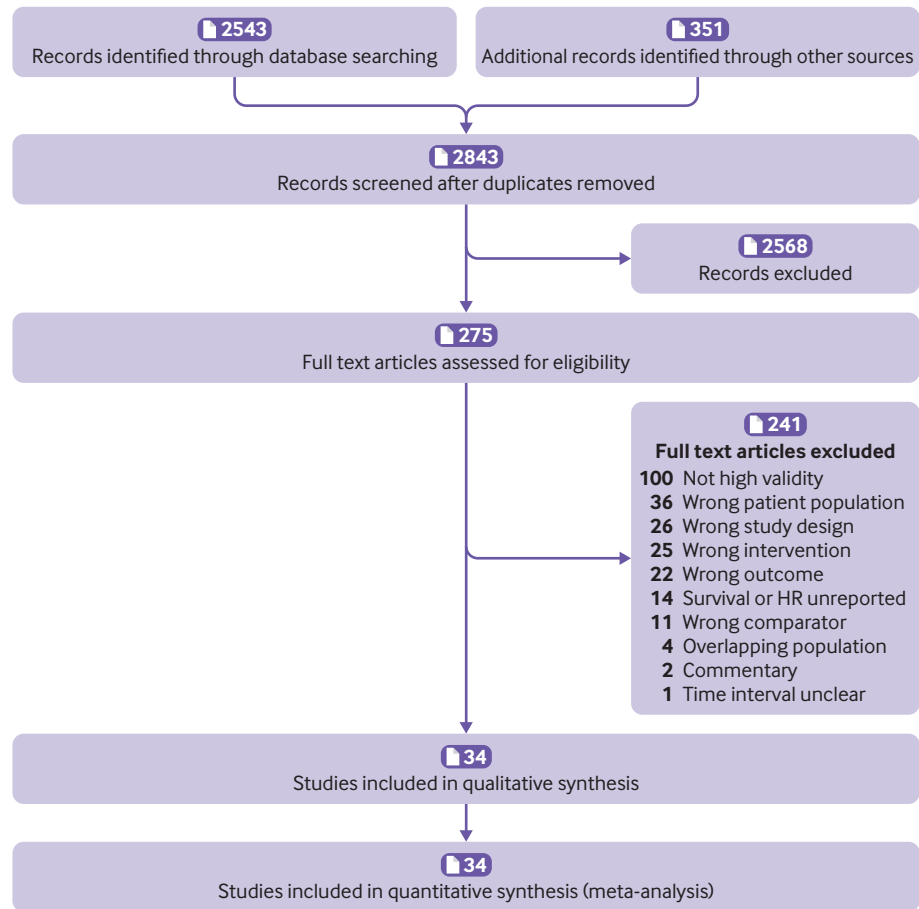 2543
Records identified through database searching
351
Additional records identified through other sources
2843
Records screened after duplicates removed
2568
Records excluded
275
Full text articles assessed for eligibility
241
Full text articles excluded
100 Not high validity
36 Wrong patient population
26 Wrong study design
25 Wrong intervention
22 Wrong outcome
14 Survival or HR unreported
11 Wrong comparator
4 Overlapping population
2 Commentary
1 Time interval unclear
34
Studies included in qualitative synthesis
34
Studies included in quantitative synthesis (meta-analysis)